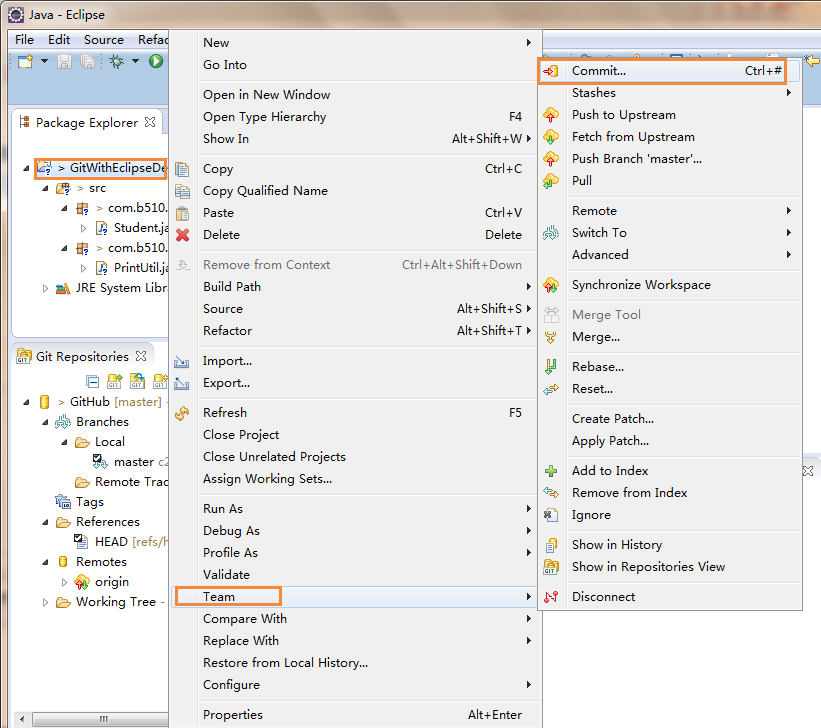 Java - Eclipse
File Edit Source Refac
Package Explorer
> GitWithEclipseDe
> src
> com.b510.
Student.ja
> com.b510.
PrintUtil.ja
JRE System Libr
Git Repositories
> GitHub [master] -
Branches
Local
master c2
Remote Trac
Tags
References
HEAD [refs/h
Remotes
origin
Working Tree -
New
Go Into
Open in New Window
Open Type Hierarchy F4
Show In Alt+Shift+W
Copy Ctrl+C
Copy Qualified Name
Paste Ctrl+V
Delete Delete
Remove from Context Ctrl+Alt+Shift+Down
Build Path
Source Alt+Shift+S
Refactor Alt+Shift+T
Import...
Export...
Refresh F5
Close Project
Close Unrelated Projects
Assign Working Sets...
Run As
Debug As
Profile As
Validate
Team
Compare With
Replace With
Restore from Local History...
Configure
Properties Alt+Enter
Commit... Ctrl+#
Stashes
Push to Upstream
Fetch from Upstream
Push Branch 'master'...
Pull
Remote
Switch To
Advanced
Synchronize Workspace
Merge Tool
Merge...
Rebase...
Reset...
Create Patch...
Apply Patch...
Add to Index
Remove from Index
Ignore
Show in History
Show in Repositories View
Disconnect